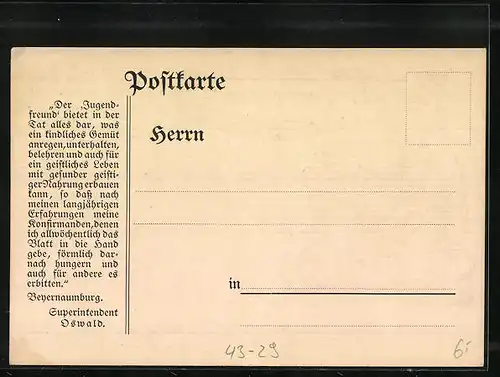 Postkarte
„Der ‚Jugend-
freund‘ bietet in der
Tat alles dar, was
ein kindliches Gemüt
anregen, unterhalten,
belehren und auch für
ein geistliches Leben
mit gesunder geisti-
ger Nahrung erbauen
kann, so daß nach
meinen langjährigen
Erfahrungen meine
Konfirmanden, denen
ich allwöchentlich das
Blatt in die Hand
gebe, förmlich dar-
nach hungern und
auch für andere es
erbitten.“
Beyernaumburg.
Superintendent
Oswald.
Herrn
in
43-29
6.-